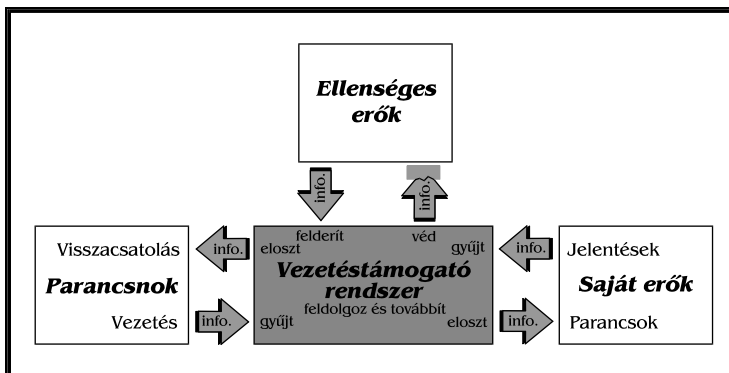 Ellenséges
erők
info.
info.
felderít
véd
Visszacsatolás
info.
eloszt
gyűjt
info.
Jelentések
Parancsnok
Vezetéstámogató
rendszer
Saját erők
feldolgoz és továbbít
Vezetés
info.
gyűjt
eloszt
info.
Parancsok